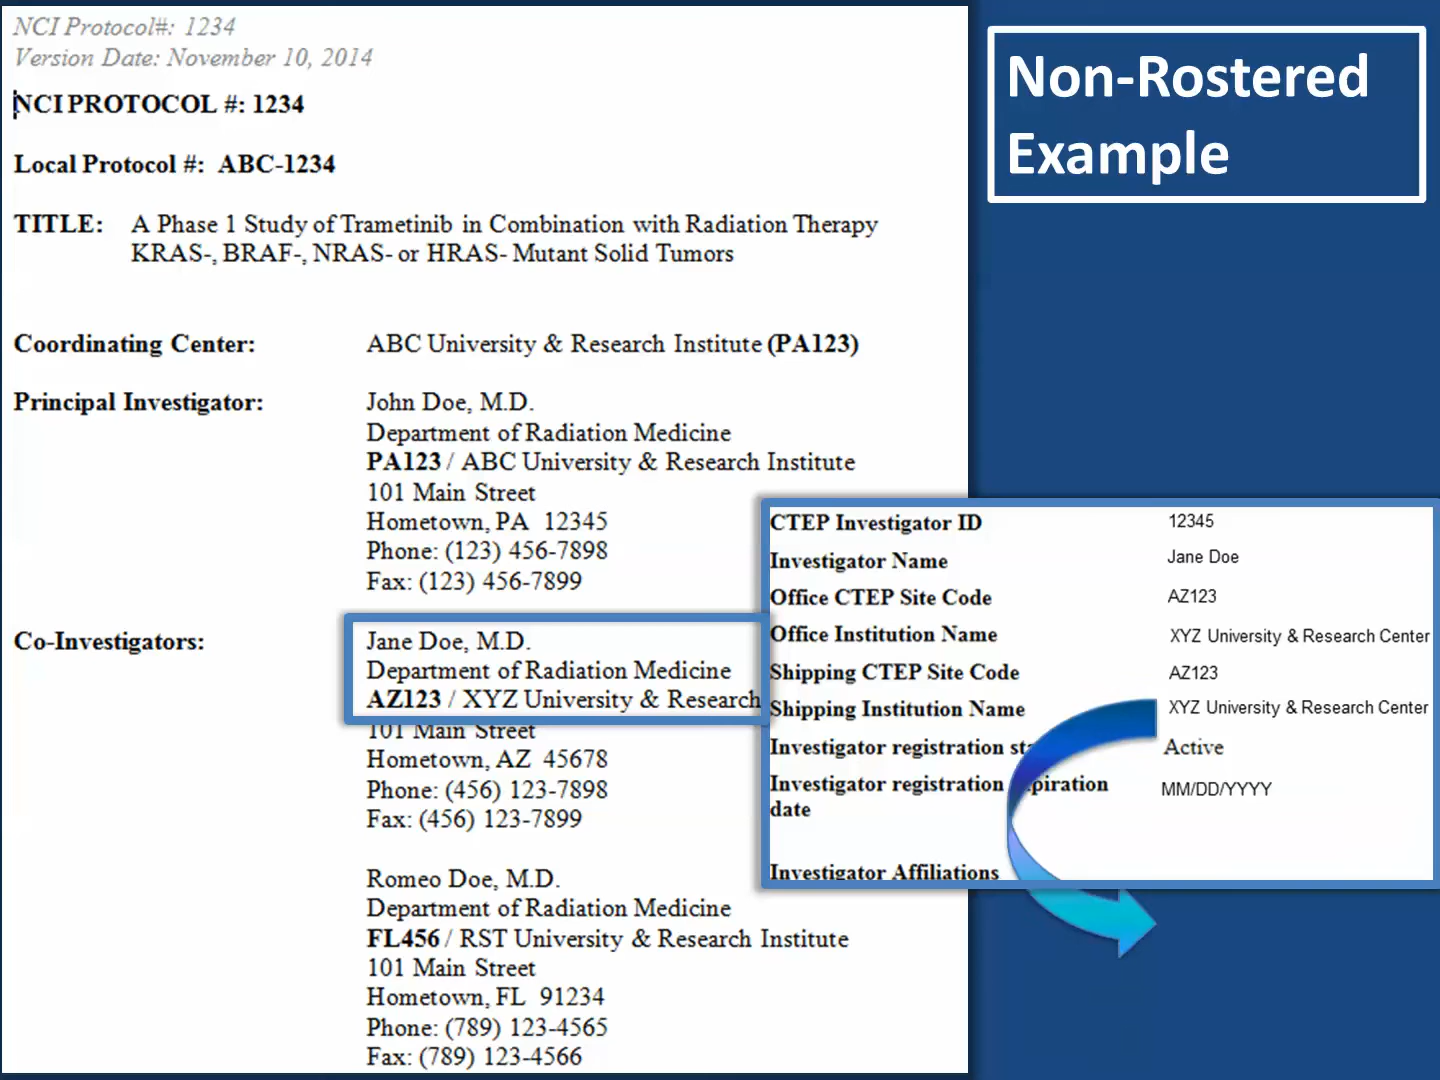 NCI Protocol#: 1234
Version Date: November 10, 2014
NCI PROTOCOL #: 1234
Local Protocol #: ABC-1234
TITLE: A Phase 1 Study of Trametinib in Combination with Radiation Therapy
KRAS-, BRAF-, NRAS- or HRAS- Mutant Solid Tumors
Coordinating Center: ABC University & Research Institute (PA123)
Principal Investigator: John Doe, M.D.
Department of Radiation Medicine
PA123 / ABC University & Research Institute
101 Main Street
Hometown, PA 12345
Phone: (123) 456-7898
Fax: (123) 456-7899
Co-Investigators: Jane Doe, M.D.
Department of Radiation Medicine
AZ123 / XYZ University & Research
101 Main Street
Hometown, AZ 45678
Phone: (456) 123-7898
Fax: (456) 123-7899
Romeo Doe, M.D.
Department of Radiation Medicine
FL456 / RST University & Research Institute
101 Main Street
Hometown, FL 91234
Phone: (789) 123-4565
Fax: (789) 123-4566
Non-Rostered
Example
CTEP Investigator ID 12345
Investigator Name Jane Doe
Office CTEP Site Code AZ123
Office Institution Name XYZ University & Research Center
Shipping CTEP Site Code AZ123
Shipping Institution Name XYZ University & Research Center
Investigator registration Active
Investigator registration MM/DD/YYYY
date
Investigator Affiliations